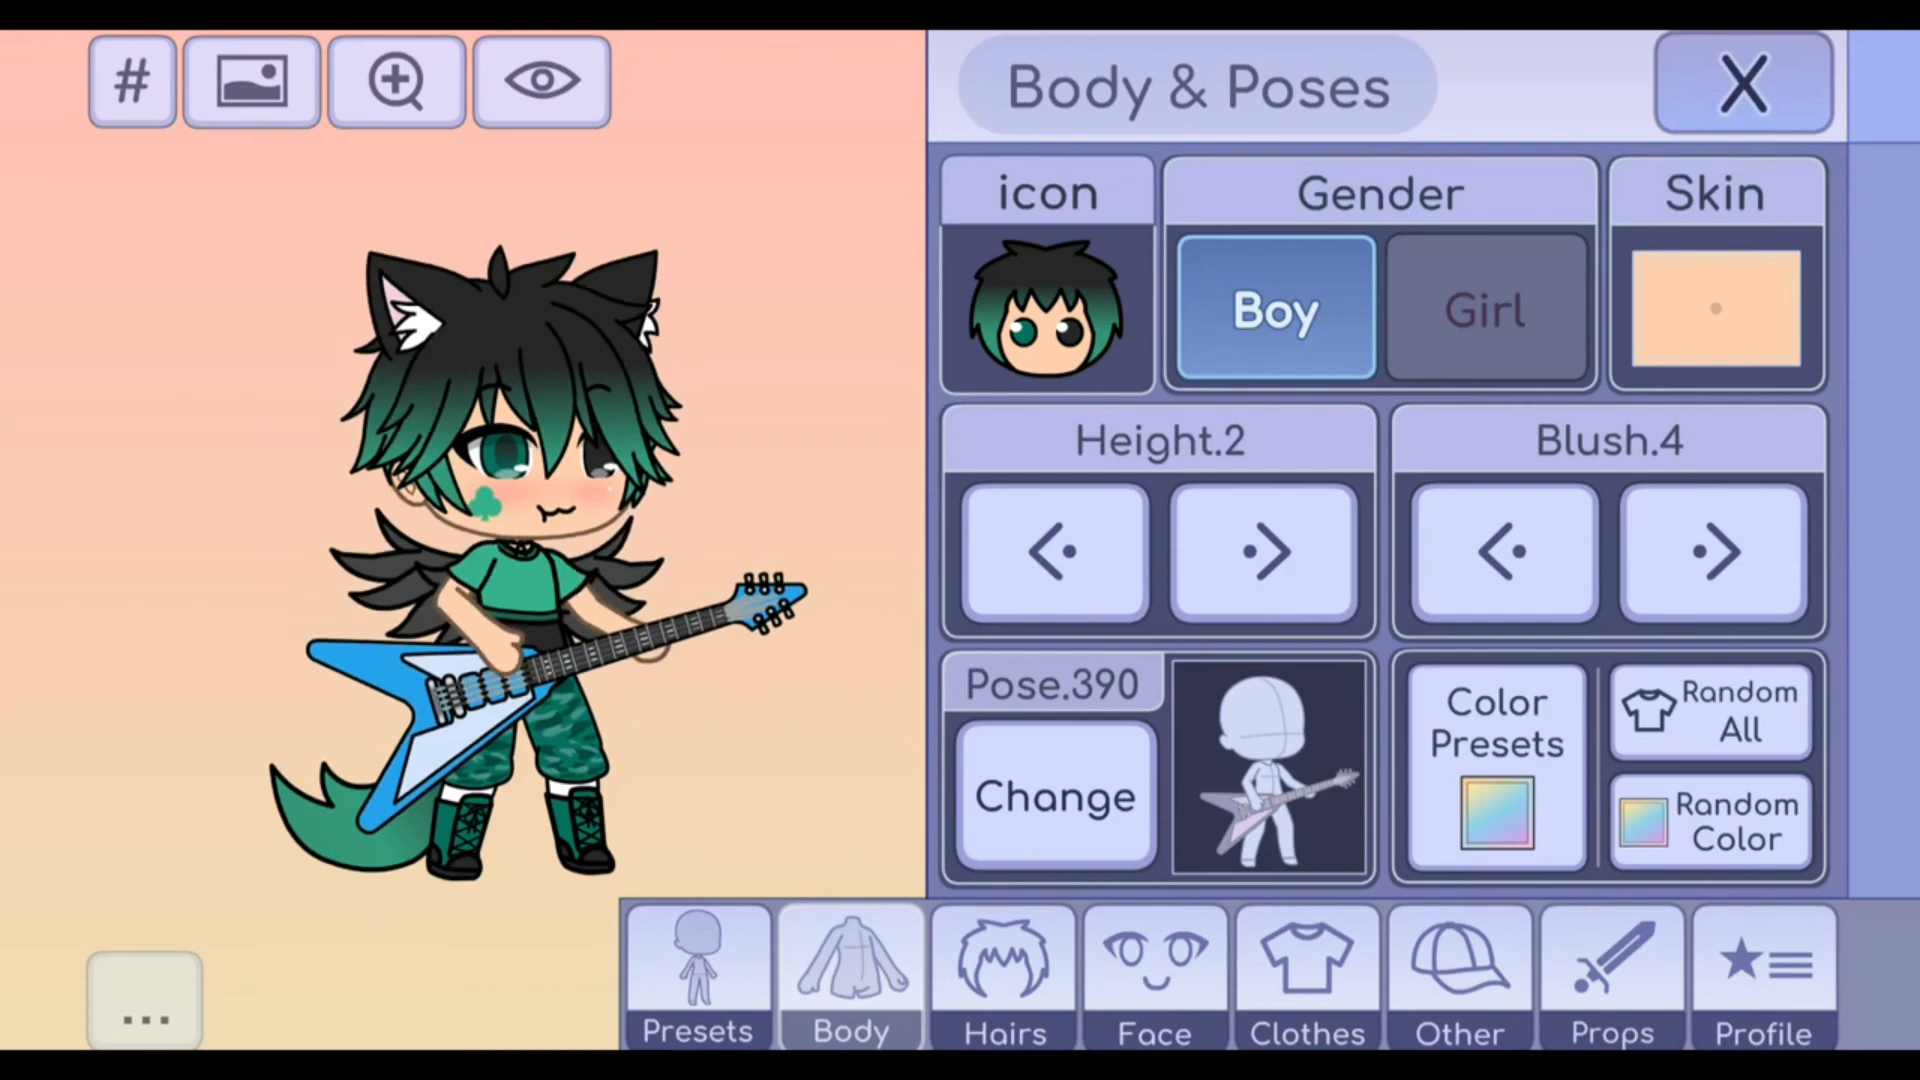 #
Body & Poses
X
icon
Gender
Skin
Boy
Girl
Height.2
Blush.4
Pose.390
Change
Color
Presets
Random
All
Random
Color
...
Presets
Body
Hairs
Face
Clothes
Other
Props
Profile